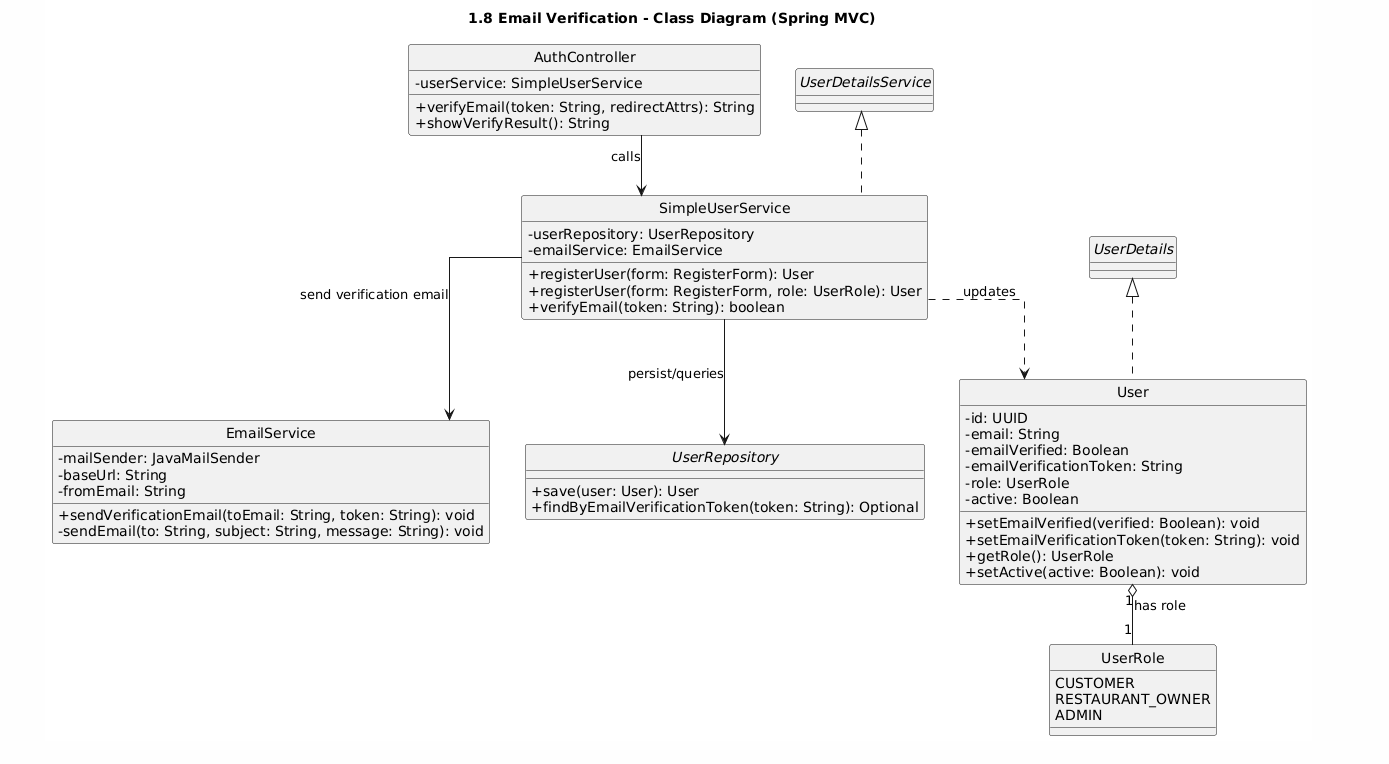 1.8 Email Verification - Class Diagram (Spring MVC)
AuthController
-userService: SimpleUserService
+verifyEmail(token: String, redirectAttrs): String
+showVerifyResult(): String
UserDetailsService
calls
SimpleUserService
-userRepository: UserRepository
-emailService: EmailService
+registerUser(form: RegisterForm): User
+registerUser(form: RegisterForm, role: UserRole): User
+verifyEmail(token: String): boolean
UserDetails
send verification email
updates
persist/queries
User
-id: UUID
-email: String
-emailVerified: Boolean
-emailVerificationToken: String
-role: UserRole
-active: Boolean
+setEmailVerified(verified: Boolean): void
+setEmailVerificationToken(token: String): void
+getRole(): UserRole
+setActive(active: Boolean): void
EmailService
-mailSender: JavaMailSender
-baseUrl: String
-fromEmail: String
+sendVerificationEmail(toEmail: String, token: String): void
-sendEmail(to: String, subject: String, message: String): void
UserRepository
+save(user: User): User
+findByEmailVerificationToken(token: String): Optional
1
has role
1
UserRole
CUSTOMER
RESTAURANT_OWNER
ADMIN